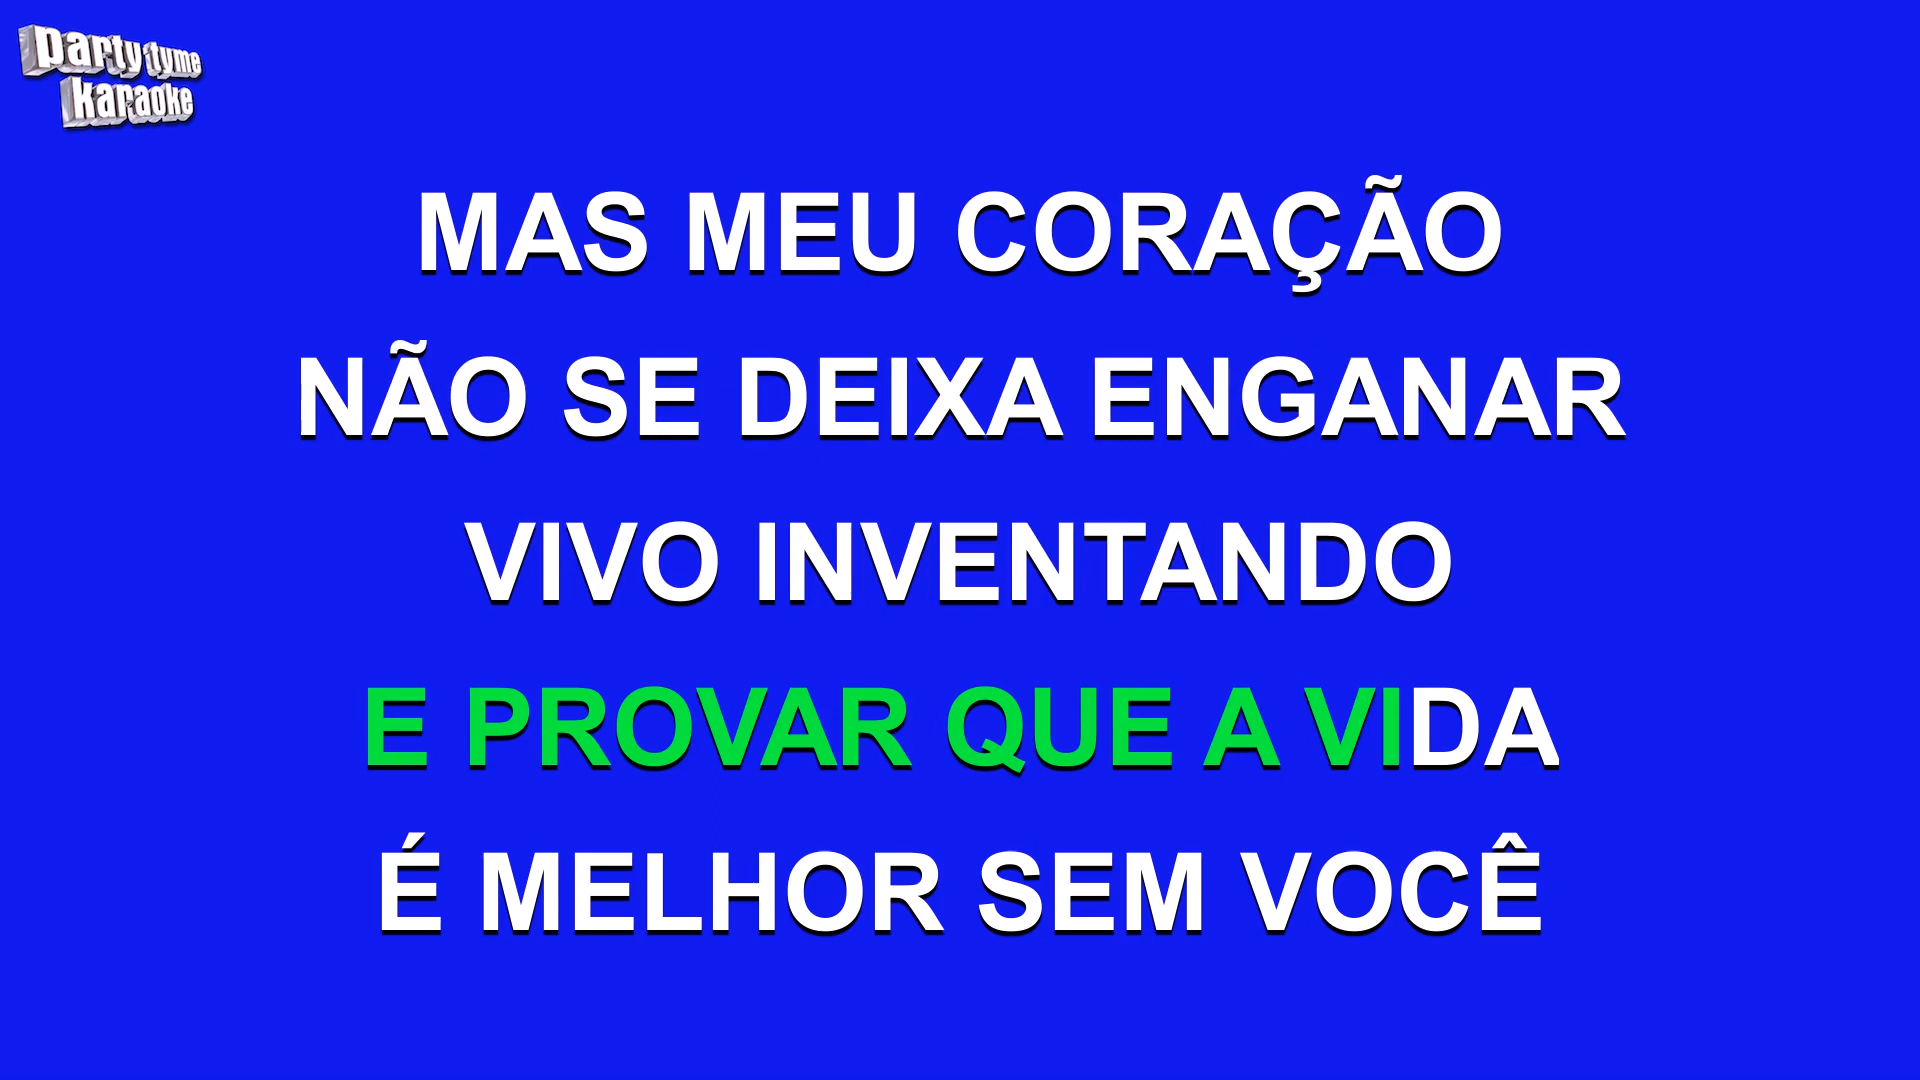 party tyme
karaoke
MAS MEU CORAÇÃO
NÃO SE DEIXA ENGANAR
VIVO INVENTANDO
E PROVAR QUE A VIDA
É MELHOR SEM VOCÊ